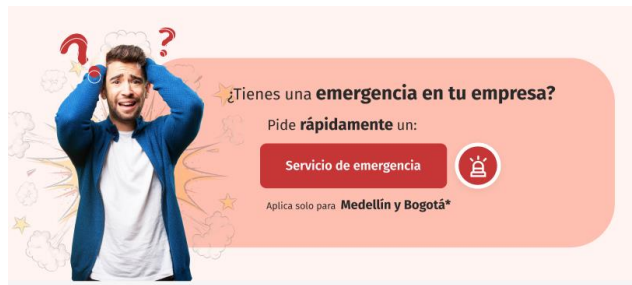 ¿Tienes una emergencia en tu empresa?
Pide rápidamente un:
Servicio de emergencia
Aplica solo para Medellín y Bogotá*